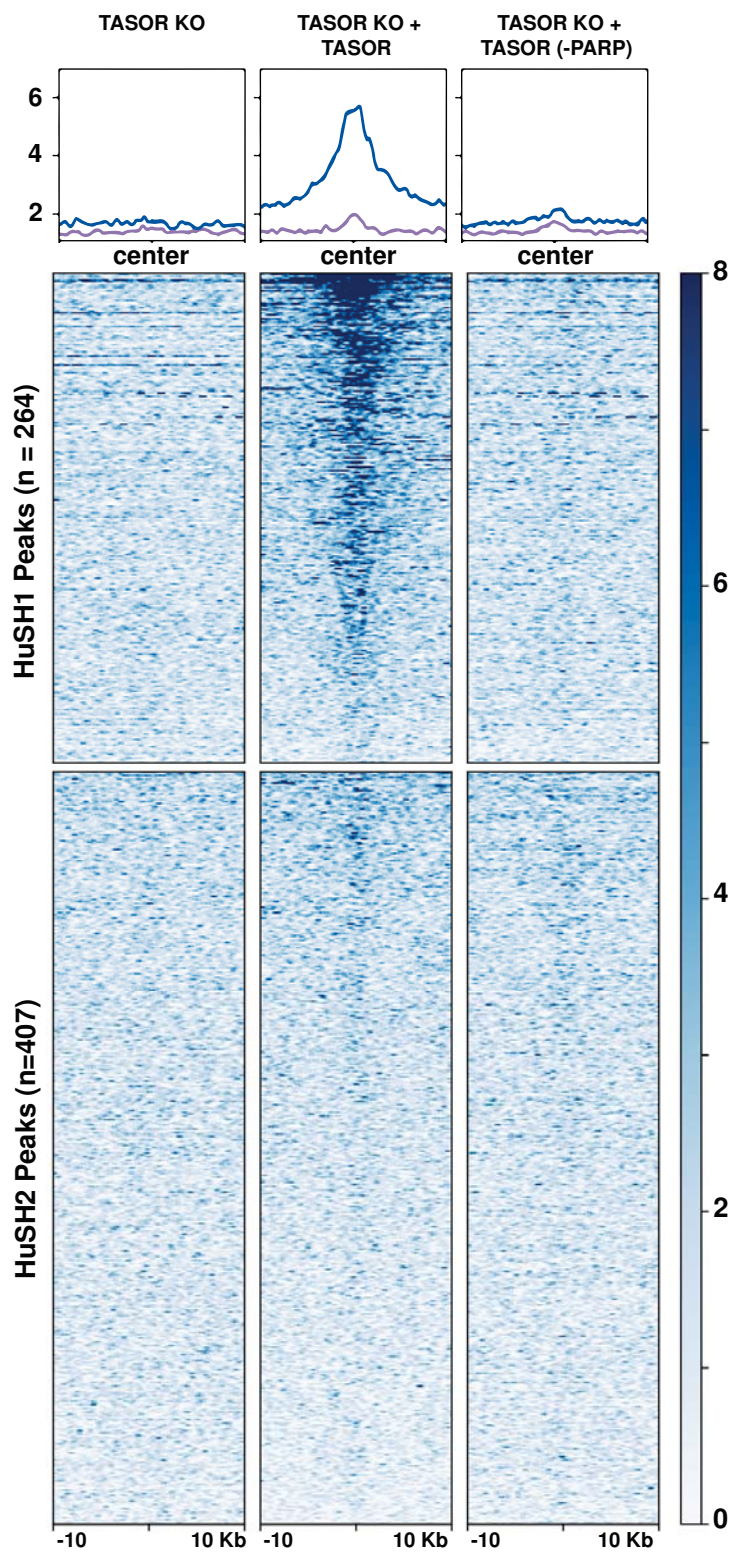 TASOR KO
TASOR KO +
TASOR
TASOR KO +
TASOR (-PARP)
6
4
2
center
center
center
HuSH1 Peaks (n = 264)
HuSH2 Peaks (n=407)
8
6
4
2
0
-10
10 Kb
-10
10 Kb
-10
10 Kb